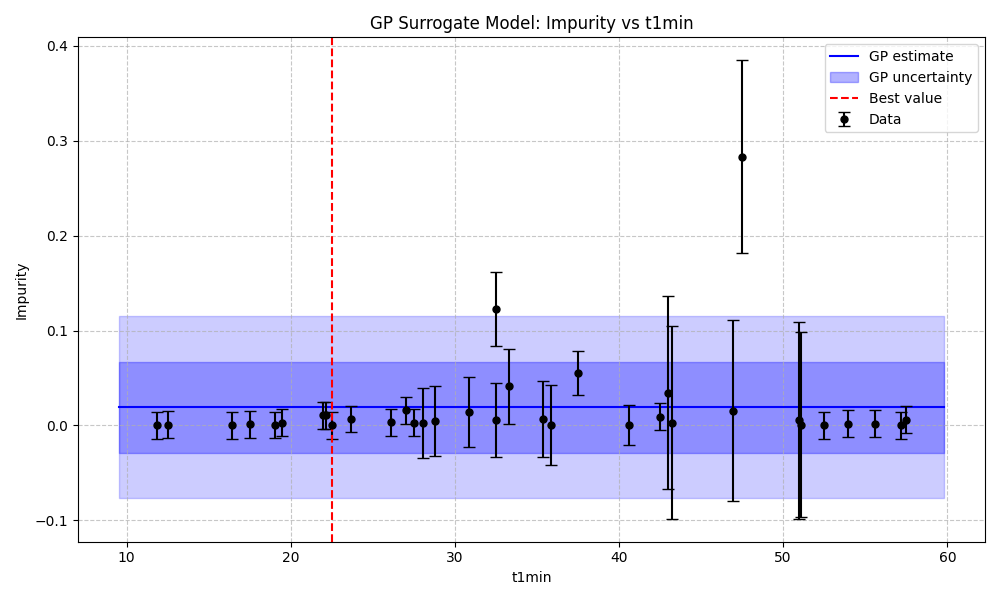 GP Surrogate Model: Impurity vs t1min
GP estimate
GP uncertainty
Best value
Data
Impurity
0.4
0.3
0.2
0.1
0.0
−0.1
10 20 30 40 50 60
t1min